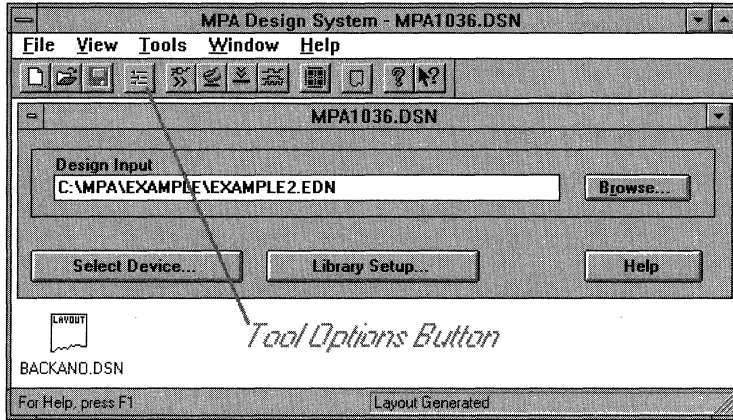 MPA Design System - MPA1036.DSN
File View Tools Window Help
MPA1036.DSN
Design Input
C:\MPA\EXAMPLE\EXAMPLE2.EDN
Browse...
Select Device...
Library Setup...
Help
LAYOUT
Tool Options Button
BACKANO.DSN
For Help, press F1
Layout Generated